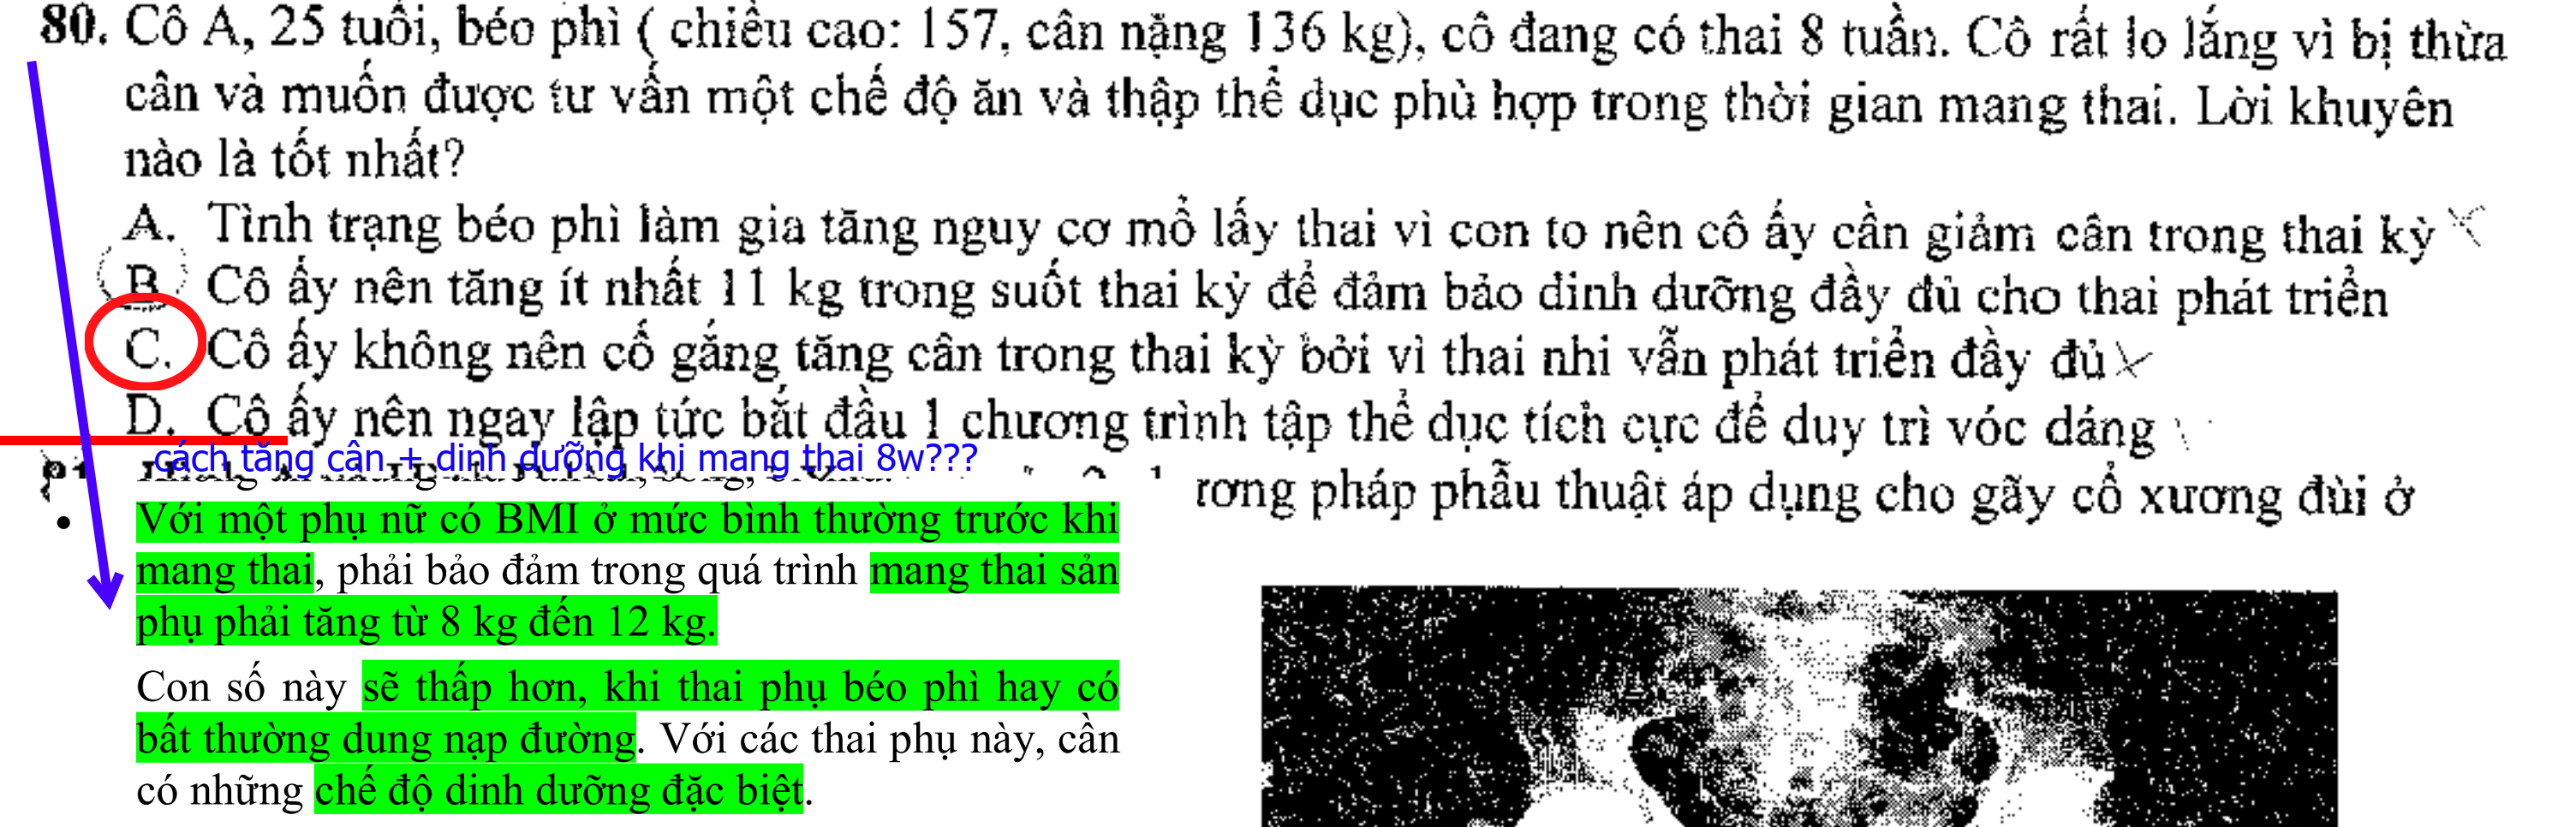 80. Cô A, 25 tuổi, béo phì ( chiều cao: 157, cân nặng 136 kg), cô đang có thai 8 tuần. Cô rất lo lắng vì bị thừa
cân và muốn được tư vấn một chế độ ăn và thập thể dục phù hợp trong thời gian mang thai. Lời khuyên
nào là tốt nhất?
A. Tình trạng béo phì làm gia tăng nguy cơ mổ lấy thai vì con to nên cô ấy cần giảm cân trong thai kỳ
B. Cô ấy nên tăng ít nhất 11 kg trong suốt thai kỳ để đảm bảo dinh dưỡng đầy đủ cho thai phát triển
C. Cô ấy không nên cố gắng tăng cân trong thai kỳ bởi vì thai nhi vẫn phát triển đầy đủ
D. Cô ấy nên ngay lập tức bắt đầu 1 chương trình tập thể dục tích cực để duy trì vóc dáng
cách tăng cân + dinh dưỡng khi mang thai 8w???
ương pháp phẫu thuật áp dụng cho gãy cổ xương đùi ở
• Với một phụ nữ có BMI ở mức bình thường trước khi
mang thai, phải bảo đảm trong quá trình mang thai sản
phụ phải tăng từ 8 kg đến 12 kg.
Con số này sẽ thấp hơn, khi thai phụ béo phì hay có
bất thường dung nạp đường. Với các thai phụ này, cần
có những chế độ dinh dưỡng đặc biệt.